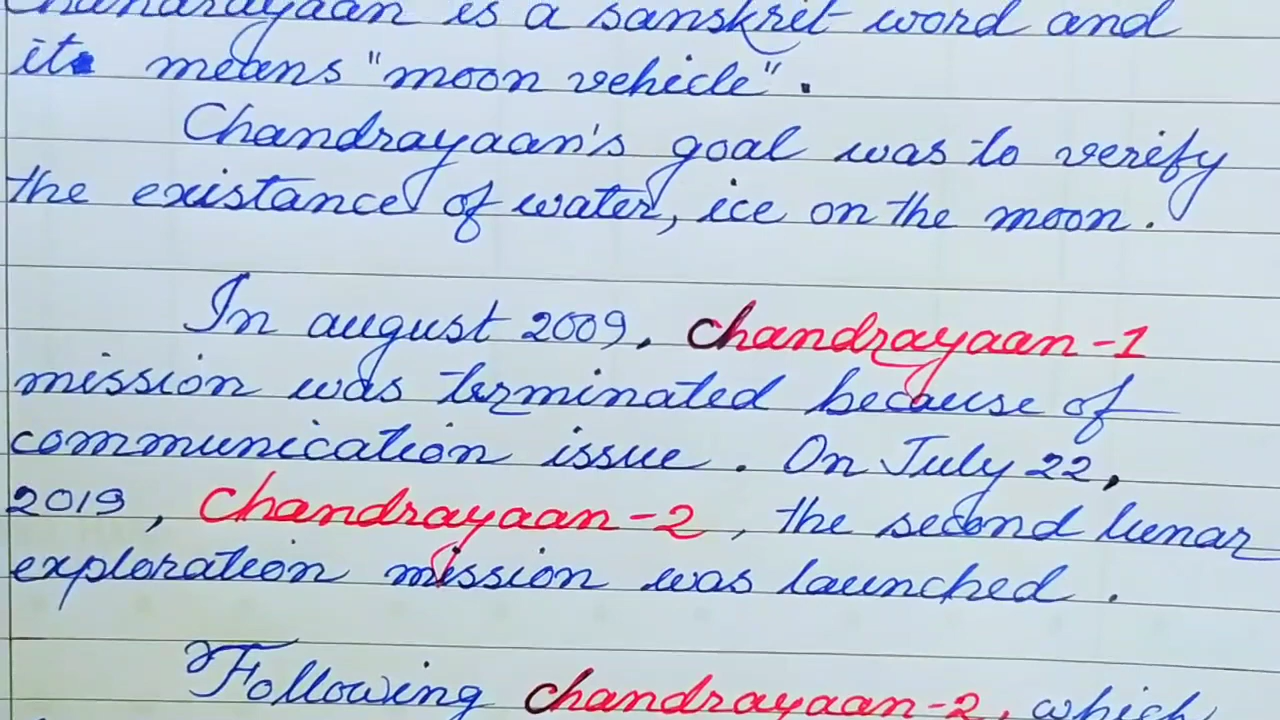 Chandrayaan is a sanskrit word and
it means "moon vehicle".
Chandrayaan's goal was to verify
the existance of water, ice on the moon.
In august 2009, Chandrayaan-1
mission was terminated because of
communication issue. On July 22,
2019, Chandrayaan-2, the second lunar
exploration mission was launched.
Following Chandrayaan-2, which